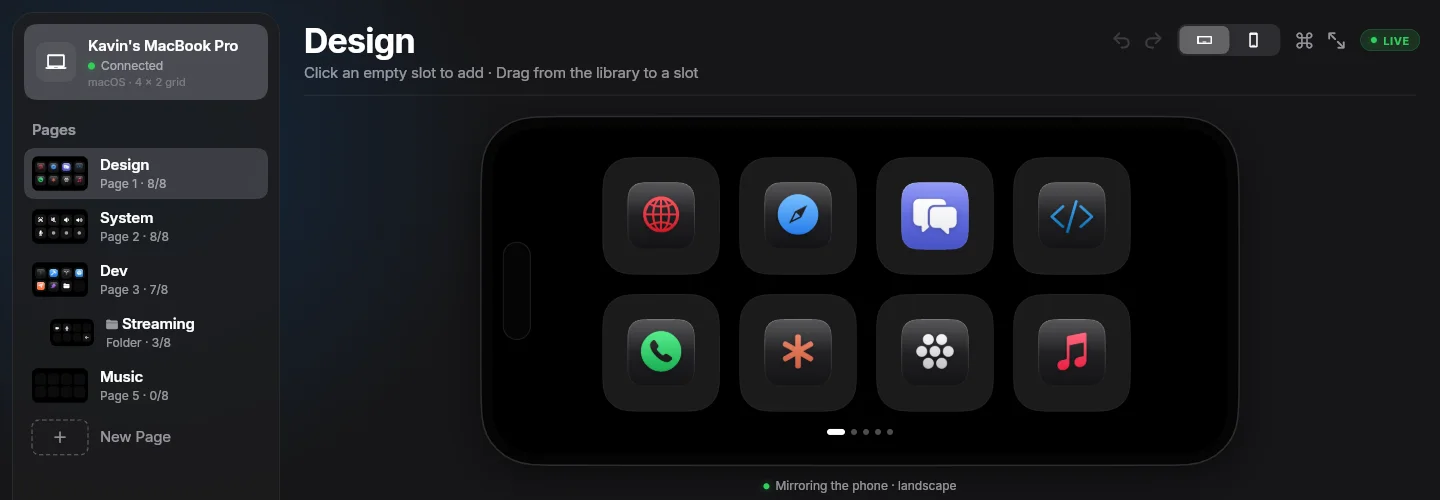 Kavin's MacBook Pro
Connected
macOS · 4 × 2 grid
Pages
Design
Page 1 · 8/8
System
Page 2 · 8/8
Dev
Page 3 · 7/8
Streaming
Folder · 3/8
Music
Page 5 · 0/8
New Page
Design
Click an empty slot to add · Drag from the library to a slot
LIVE
Mirroring the phone · landscape